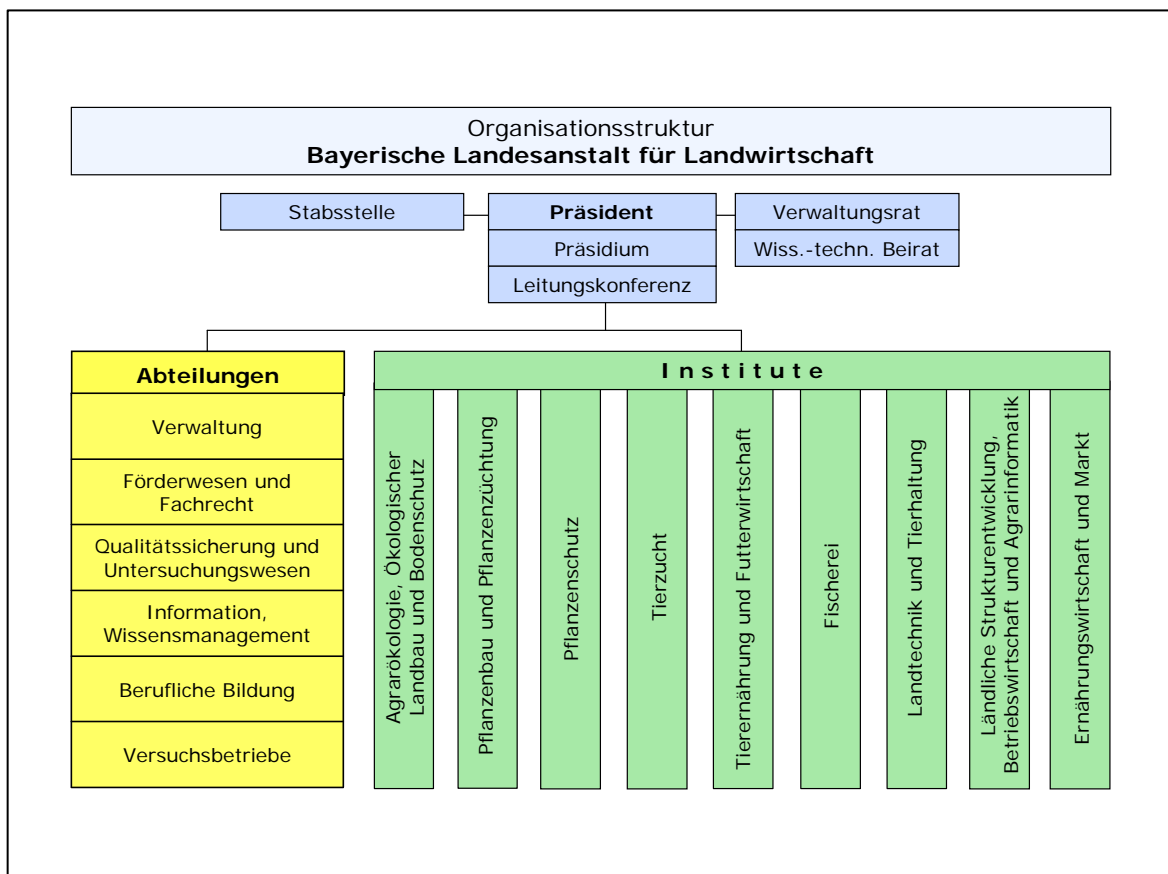 Organisationsstruktur
Bayerische Landesanstalt für Landwirtschaft
Stabsstelle
Präsident
Verwaltungsrat
Präsidium
Wiss.-techn. Beirat
Leitungskonferenz
Abteilungen
Verwaltung
Förderwesen und
Fachrecht
Qualitätssicherung und
Untersuchungswesen
Information,
Wissensmanagement
Berufliche Bildung
Versuchsbetriebe
Institute
Agrarökologie, Ökologischer
Landbau und Bodenschutz
Pflanzenbau und Pflanzenzüchtung
Pflanzenschutz
Tierzucht
Tierernährung und Futterwirtschaft
Fischerei
Landtechnik und Tierhaltung
Ländliche Strukturentwicklung,
Betriebswirtschaft und Agrarinformatik
Ernährungswirtschaft und Markt